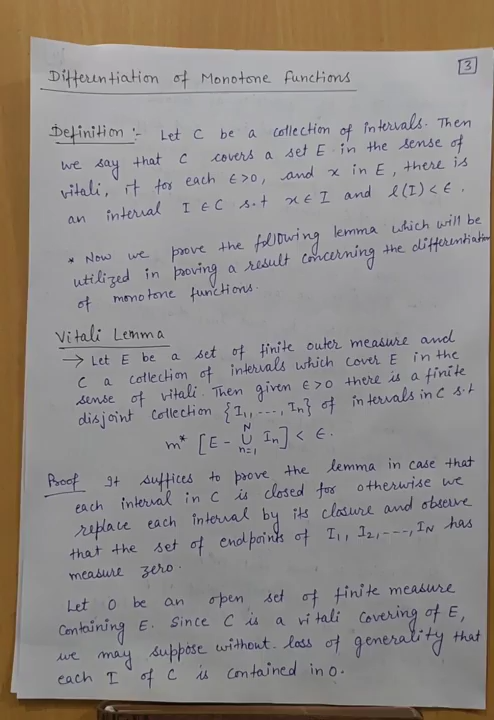 3
Differentiation of Monotone Functions
Definition :- Let C be a collection of intervals. Then
we say that C covers a set E in the sense of
vitali, if for each ϵ>0, and x in E, there is
an interval I ∈ C s.t x ∈ I and l(I) < ϵ.
* Now we prove the following lemma which will be
utilized in proving a result concerning the differentiation
of monotone functions.
Vitali Lemma
→ Let E be a set of finite outer measure and
C a collection of intervals which cover E in the
sense of vitali. Then given ϵ>0 there is a finite
disjoint collection {I₁, ---, In} of intervals in C s.t
m* [E - ∪ᴺₙ₌₁ In] < ϵ.
Proof It suffices to prove the lemma in case that
each interval in C is closed for otherwise we
replace each interval by its closure and observe
that the set of endpoints of I₁, I₂, ---, I_N has
measure zero.
Let O be an open set of finite measure
containing E. Since C is a vitali covering of E,
we may suppose without loss of generality that
each I of C is contained in O.